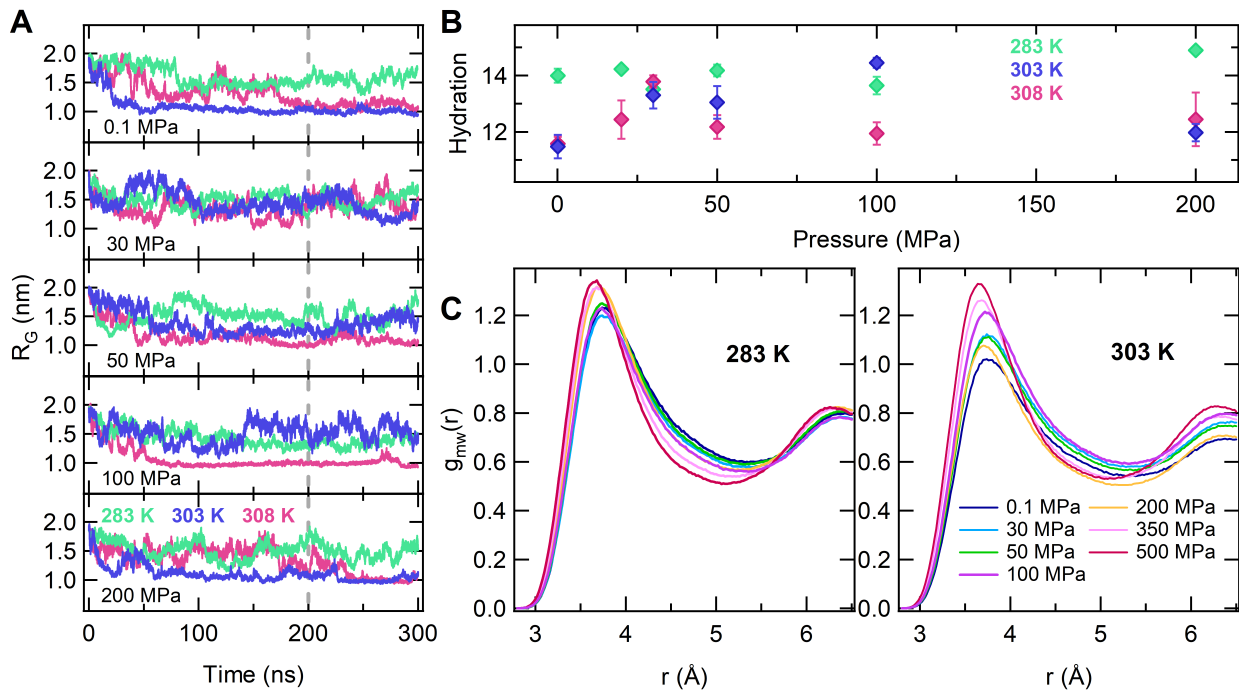 A
R_G (nm)
2.0
1.5
1.0
0.1 MPa
2.0
1.5
1.0
30 MPa
2.0
1.5
1.0
50 MPa
2.0
1.5
1.0
100 MPa
283 K 303 K 308 K
2.0
1.5
1.0
200 MPa
0 100 200 300
Time (ns)
B
Hydration
14
12
283 K
303 K
308 K
0 50 100 150 200
Pressure (MPa)
C
g_mw(r)
1.2
1.0
0.8
0.6
0.4
0.2
0.0
283 K
3 4 5 6
r (Å)
1.2
1.0
0.8
0.6
0.4
0.2
0.0
303 K
0.1 MPa 200 MPa
30 MPa 350 MPa
50 MPa 500 MPa
100 MPa
3 4 5 6
r (Å)